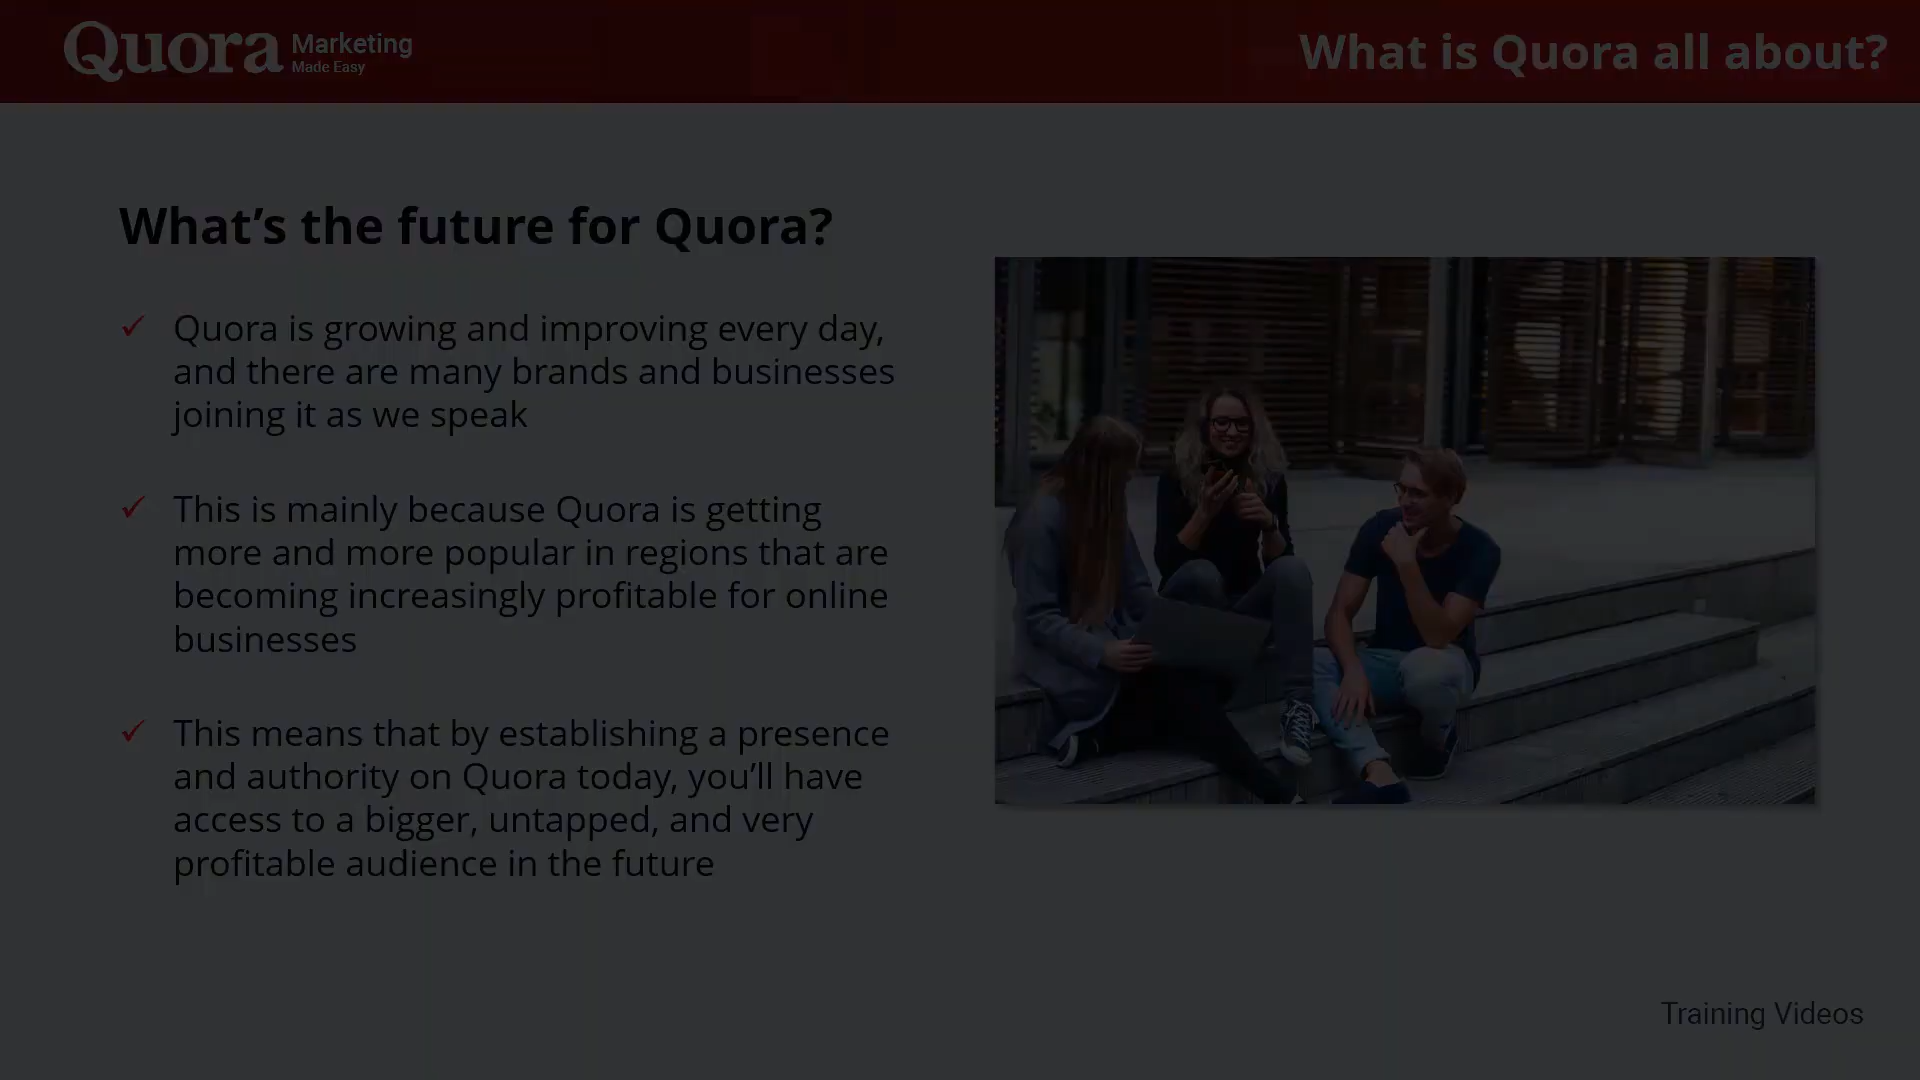 Quora Marketing
Made Easy
What is Quora all about?
What’s the future for Quora?
✓ Quora is growing and improving every day,
and there are many brands and businesses
joining it as we speak
✓ This is mainly because Quora is getting
more and more popular in regions that are
becoming increasingly profitable for online
businesses
✓ This means that by establishing a presence
and authority on Quora today, you’ll have
access to a bigger, untapped, and very
profitable audience in the future
Training Videos